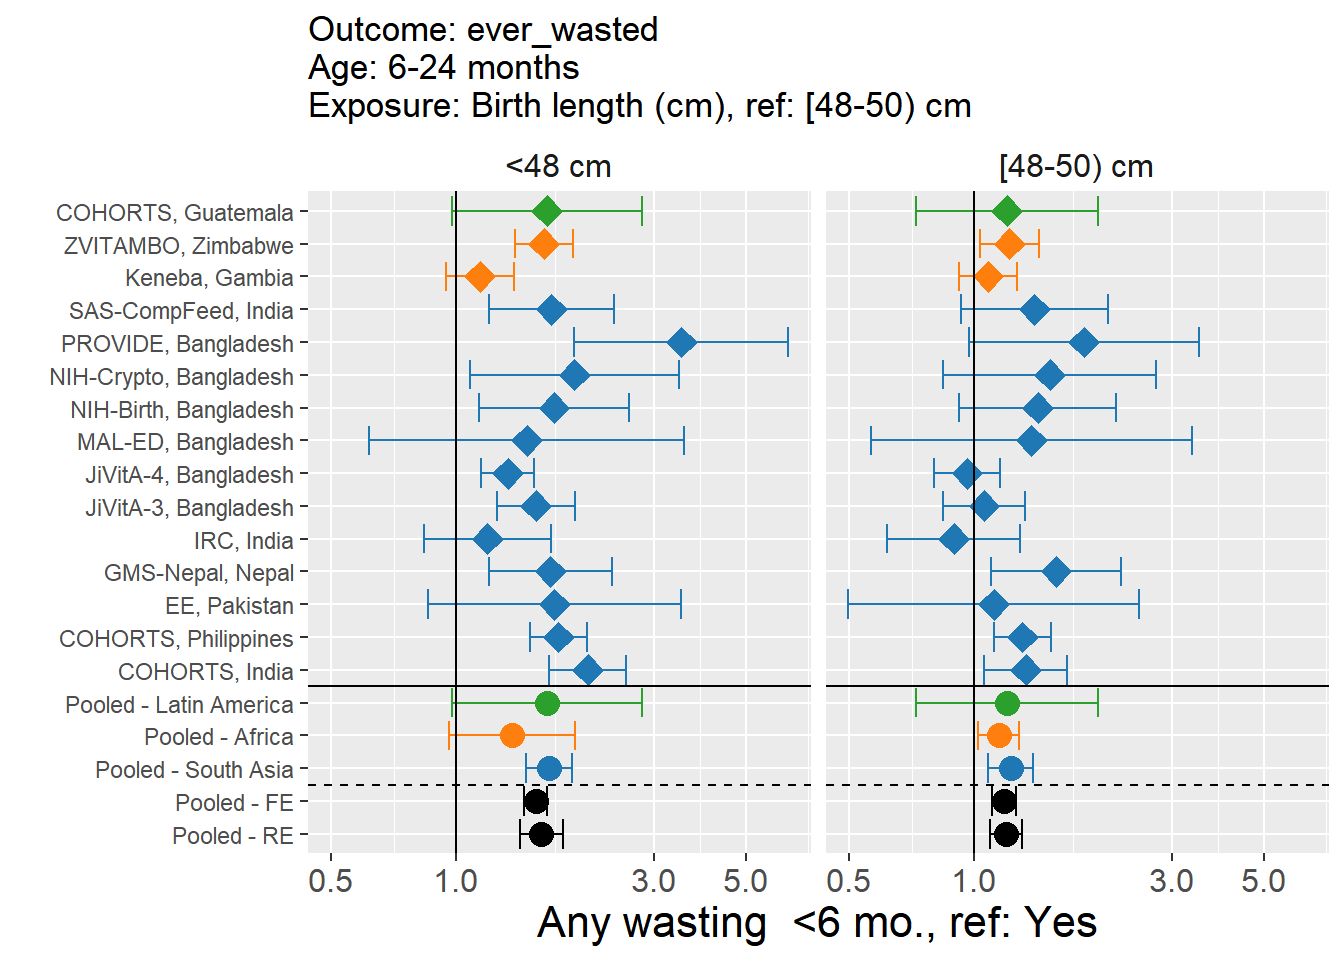 Outcome: ever_wasted
Age: 6-24 months
Exposure: Birth length (cm), ref: [48-50) cm
<48 cm
[48-50) cm
COHORTS, Guatemala
ZVITAMBO, Zimbabwe
Keneba, Gambia
SAS-CompFeed, India
PROVIDE, Bangladesh
NIH-Crypto, Bangladesh
NIH-Birth, Bangladesh
MAL-ED, Bangladesh
JiVitA-4, Bangladesh
JiVitA-3, Bangladesh
IRC, India
GMS-Nepal, Nepal
EE, Pakistan
COHORTS, Philippines
COHORTS, India
Pooled - Latin America
Pooled - Africa
Pooled - South Asia
Pooled - FE
Pooled - RE
0.5 1.0 3.0 5.0 0.5 1.0 3.0 5.0
Any wasting  <6 mo., ref: Yes